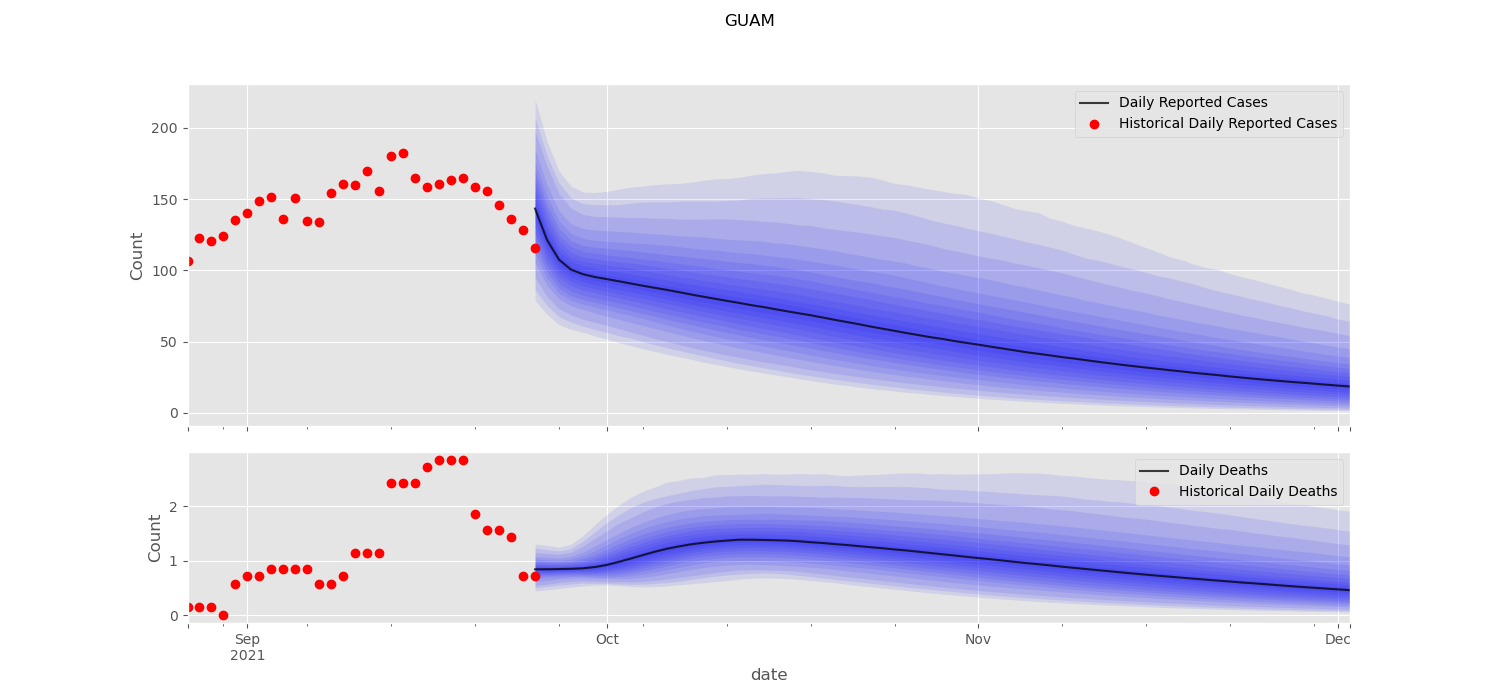 GUAM
200
150
100
50
0
Count
Daily Reported Cases
Historical Daily Reported Cases
2
1
0
Count
Daily Deaths
Historical Daily Deaths
Sep
2021
Oct
Nov
Dec
date